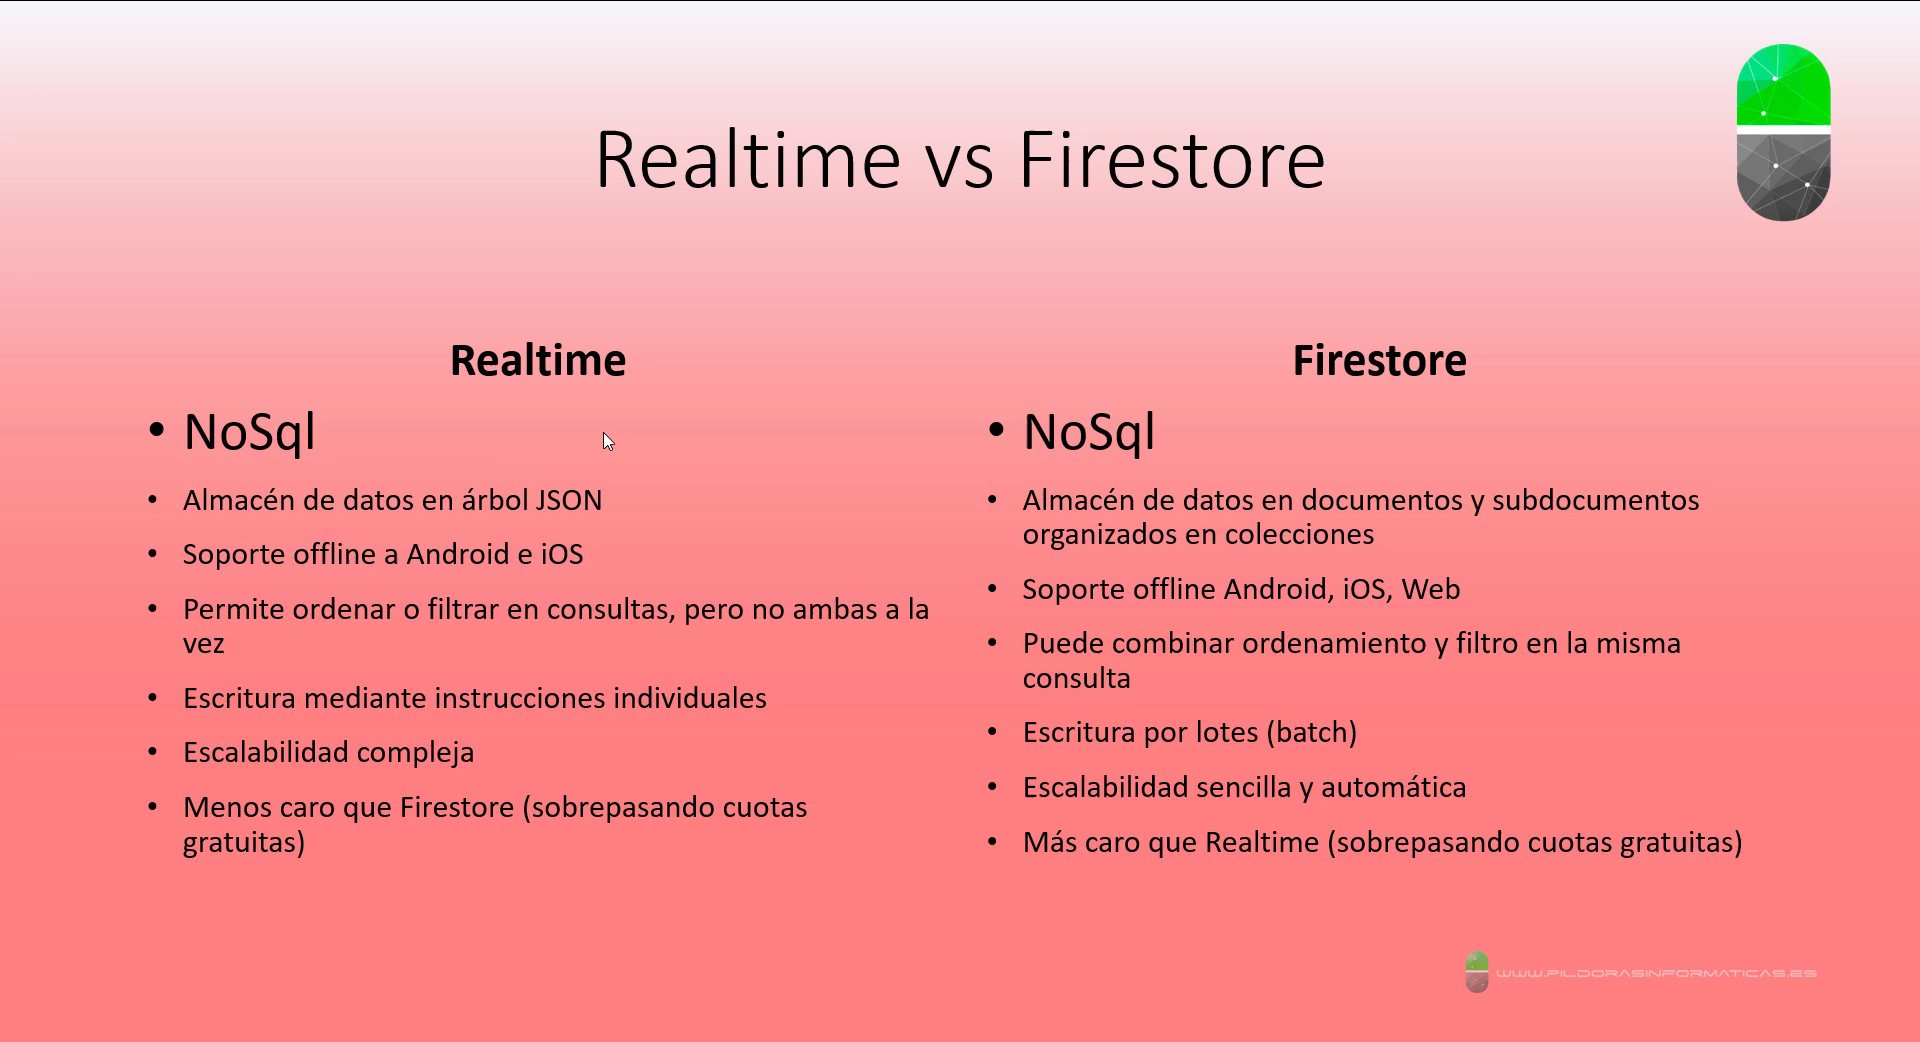 Realtime vs Firestore
Realtime
• NoSql
• Almacén de datos en árbol JSON
• Soporte offline a Android e iOS
• Permite ordenar o filtrar en consultas, pero no ambas a la
vez
• Escritura mediante instrucciones individuales
• Escalabilidad compleja
• Menos caro que Firestore (sobrepasando cuotas
gratuitas)
Firestore
• NoSql
• Almacén de datos en documentos y subdocumentos
organizados en colecciones
• Soporte offline Android, iOS, Web
• Puede combinar ordenamiento y filtro en la misma
consulta
• Escritura por lotes (batch)
• Escalabilidad sencilla y automática
• Más caro que Realtime (sobrepasando cuotas gratuitas)
WWW.PILDORASINFORMATICAS.ES